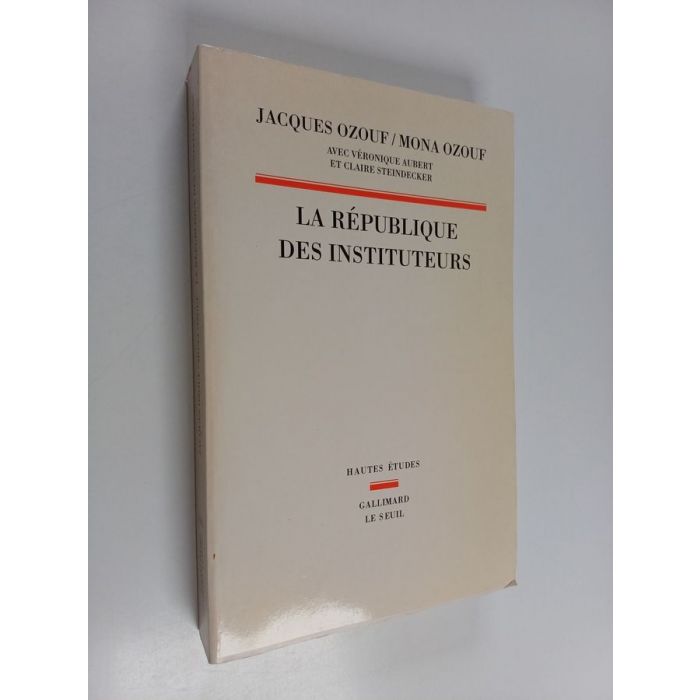 JACQUES OZOUF / MONA OZOUF
AVEC VÉRONIQUE AUBERT
ET CLAIRE STEINDECKER
LA RÉPUBLIQUE
DES INSTITUTEURS
HAUTES ÉTUDES
GALLIMARD
LE SEUIL